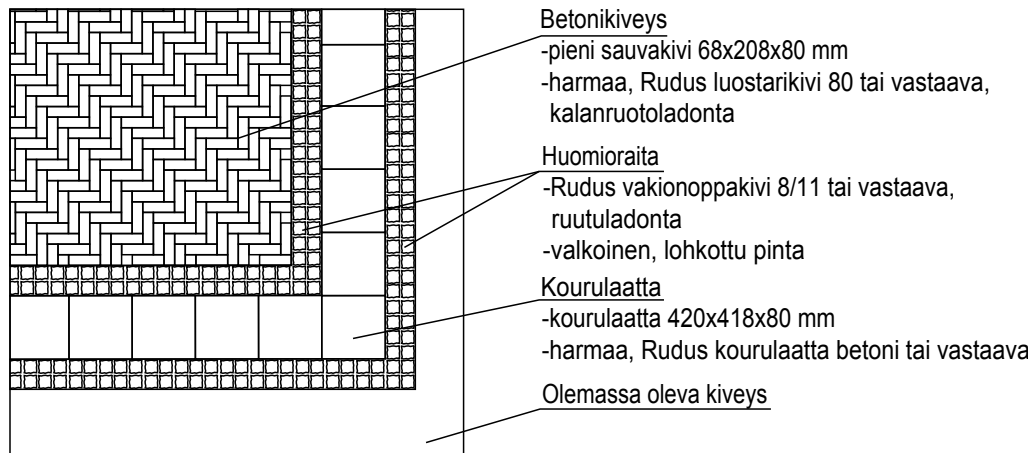 Betonikiveys
-pieni sauvakivi 68x208x80 mm
-harmaa, Rudus luostarikivi 80 tai vastaava,
kalanruotoladonta
Huomioraita
-Rudus vakionoppakivi 8/11 tai vastaava,
ruutuladonta
-valkoinen, lohkottu pinta
Kourulaatta
-kourulaatta 420x418x80 mm
-harmaa, Rudus kourulaatta betoni tai vastaava
Olemassa oleva kiveys